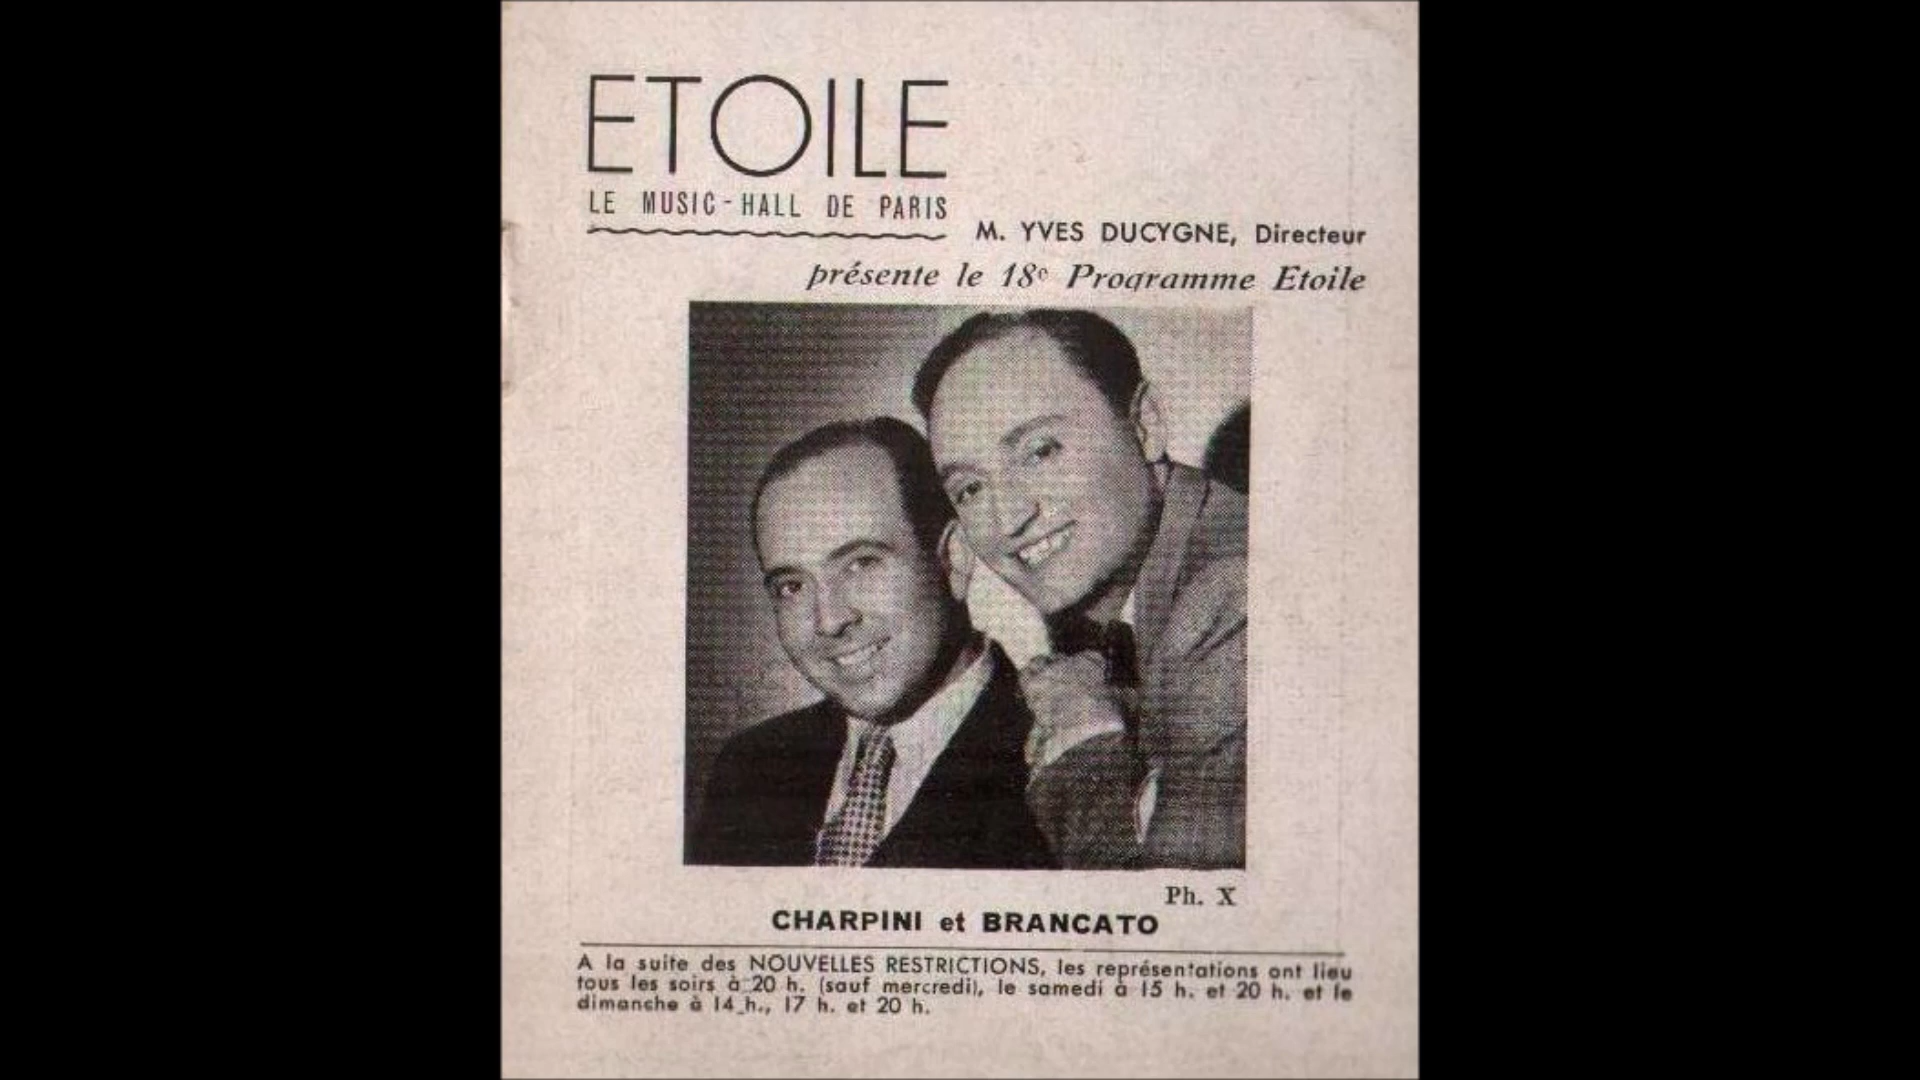 ETOILE
LE MUSIC-HALL DE PARIS
M. YVES DUCYGNE, Directeur
présente le 18e Programme Etoile
Ph. X
CHARPINI et BRANCATO
A la suite des NOUVELLES RESTRICTIONS, les représentations ont lieu
tous les soirs à 20 h. (sauf mercredi), le samedi à 15 h. et 20 h. et le
dimanche à 14 h., 17 h. et 20 h.